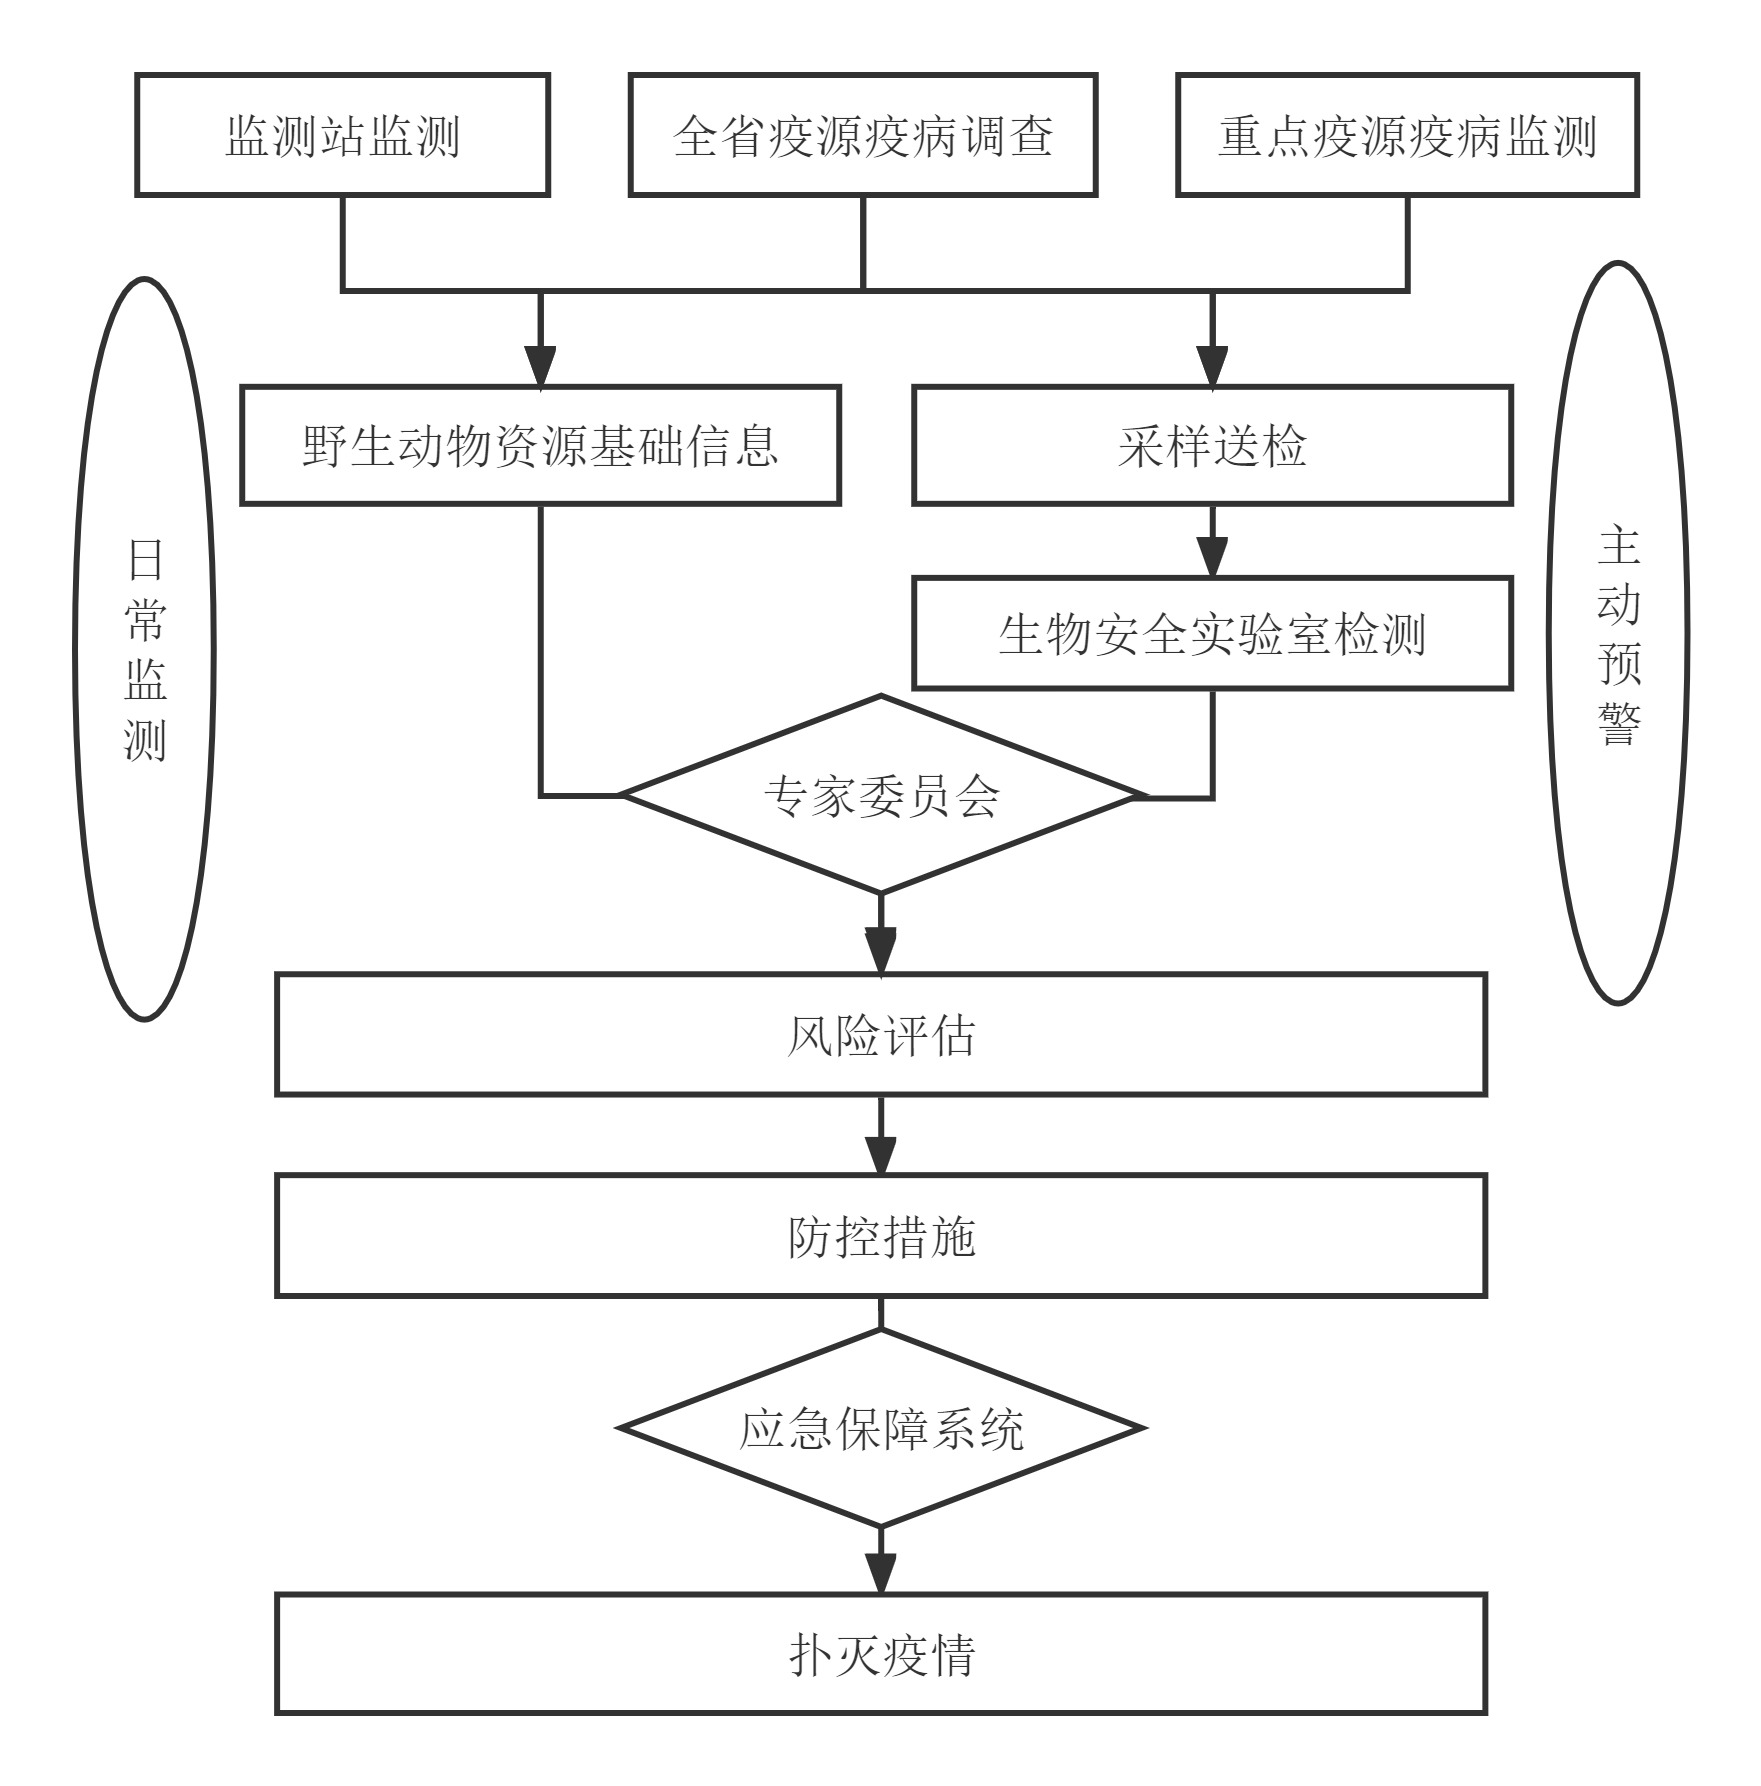 监测站监测
全省疫源疫病调查
重点疫源疫病监测
野生动物资源基础信息
采样送检
日常监测
主动预警
生物安全实验室检测
专家委员会
风险评估
防控措施
应急保障系统
扑灭疫情